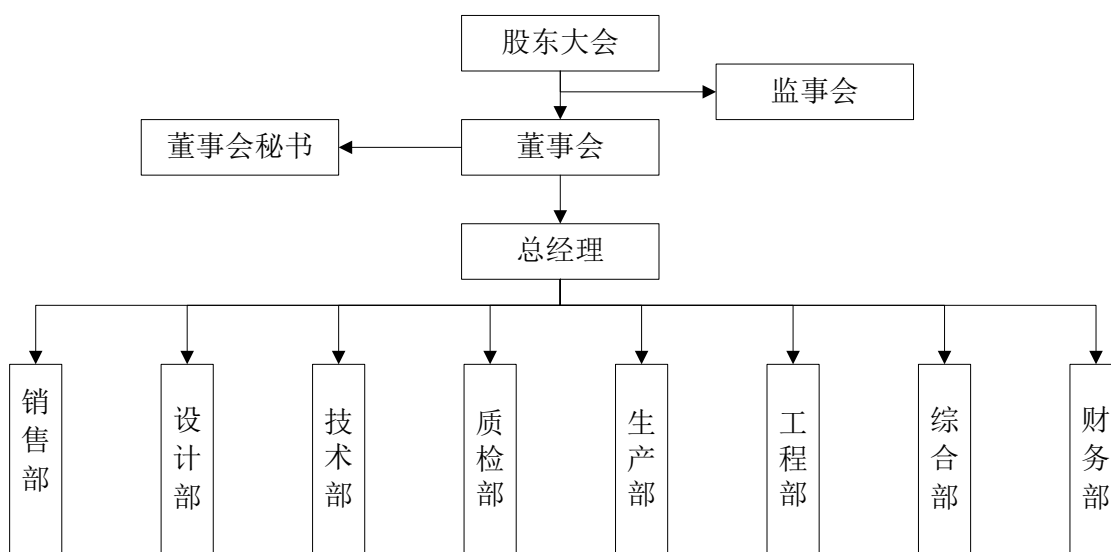 股东大会
监事会
董事会秘书
董事会
总经理
销售部
设计部
技术部
质检部
生产部
工程部
综合部
财务部